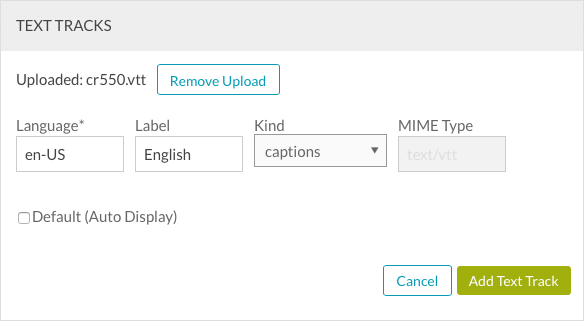 TEXT TRACKS
Uploaded: cr550.vtt Remove Upload
Language* Label Kind MIME Type
en-US English captions text/vtt
Default (Auto Display)
Cancel Add Text Track